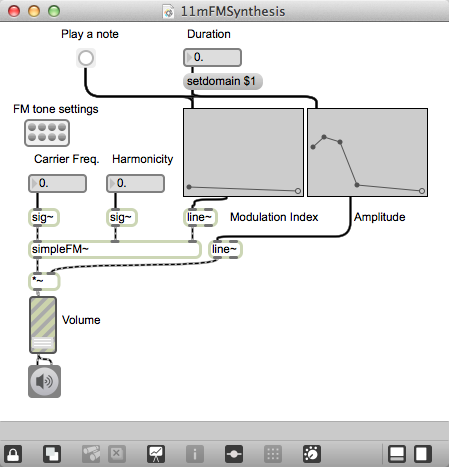 11mFMSynthesis
Play a note
Duration
0.
setdomain $1
FM tone settings
Carrier Freq.
Harmonicity
0.
0.
sig~
sig~
line~
Modulation Index
Amplitude
simpleFM~
line~
*~
Volume